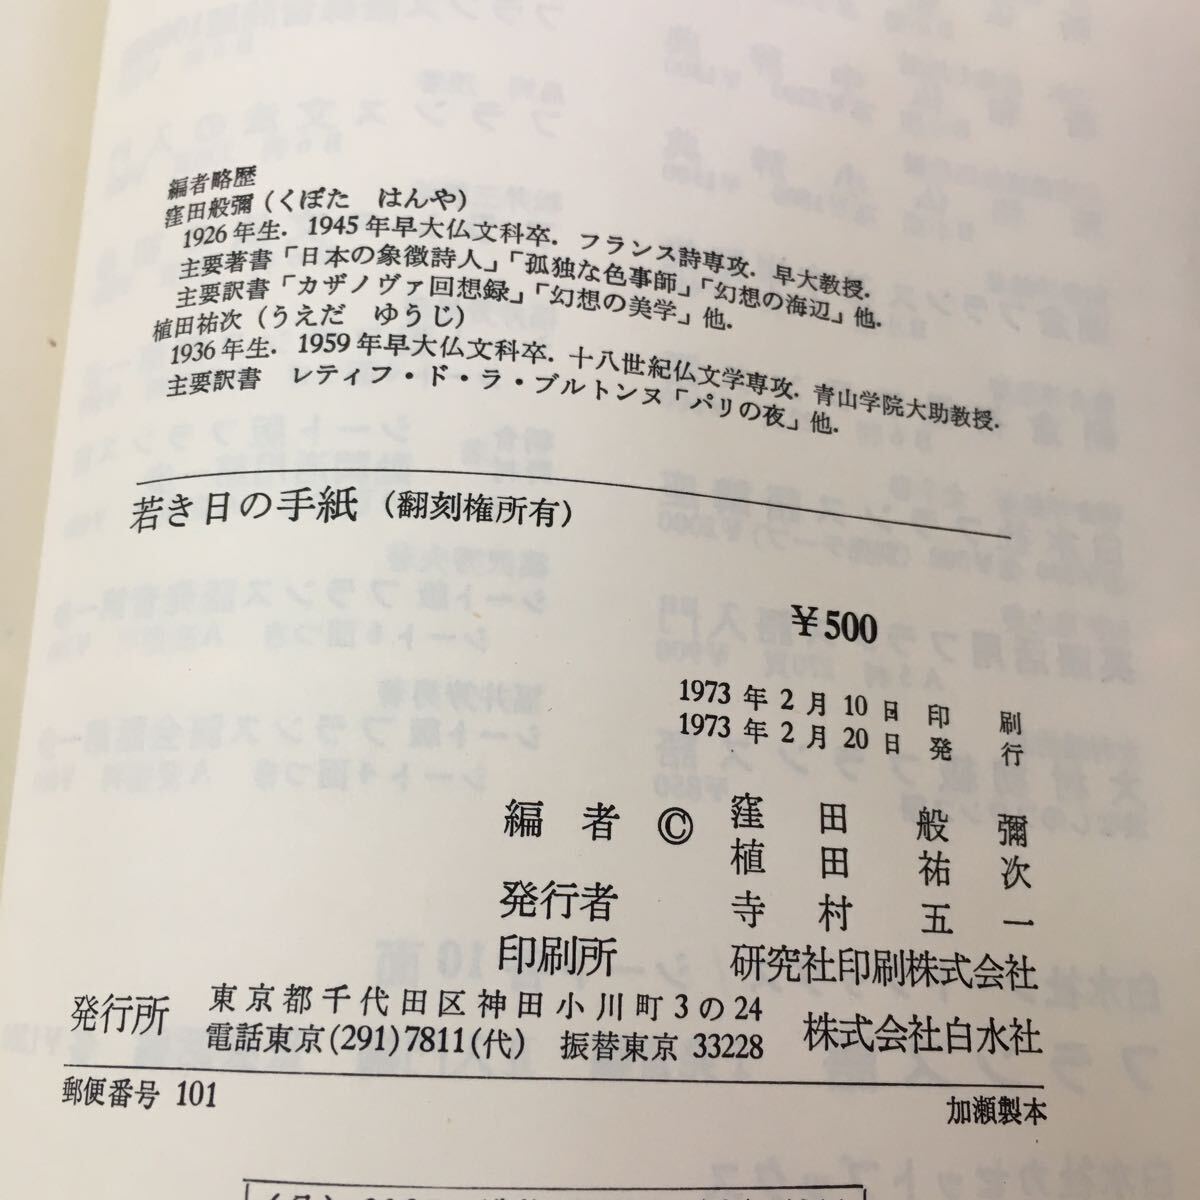 編者略歴
窪田般彌(くぼた　はんや)
1926年生．1945年早大仏文科卒．フランス詩専攻．早大教授．
主要著書「日本の象徴詩人」「孤独な色事師」「幻想の海辺」他．
主要訳書「カザノヴァ回想録」「幻想の美学」他．
植田祐次(うえだ　ゆうじ)
1936年生．1959年早大仏文科卒．十八世紀仏文学専攻．青山学院大助教授．
主要訳書　レティフ・ド・ラ・ブルトンヌ「パリの夜」他．
若き日の手紙 (翻刻権所有)
￥500
1973年2月10日印刷
1973年2月20日発行
編者 © 窪田般彌
植田祐次
発行者 寺村五一
印刷所 研究社印刷株式会社
発行所 東京都千代田区神田小川町3の24
電話東京(291)7811(代) 振替東京 33228
株式会社白水社
郵便番号 101
加瀬製本